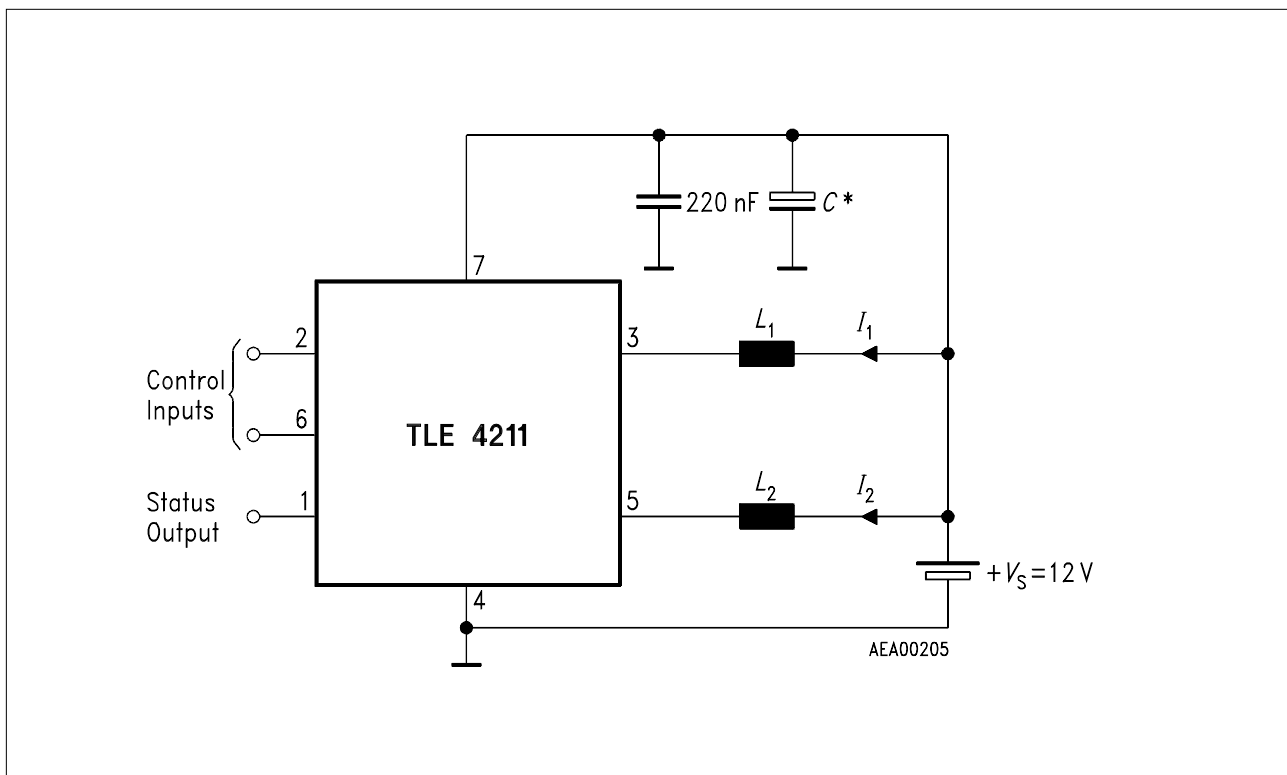 7
220 nF
C*
2
3
L1
I1
Control
Inputs
6
TLE 4211
Status
Output
1
5
L2
I2
+VS=12 V
4
AEA00205